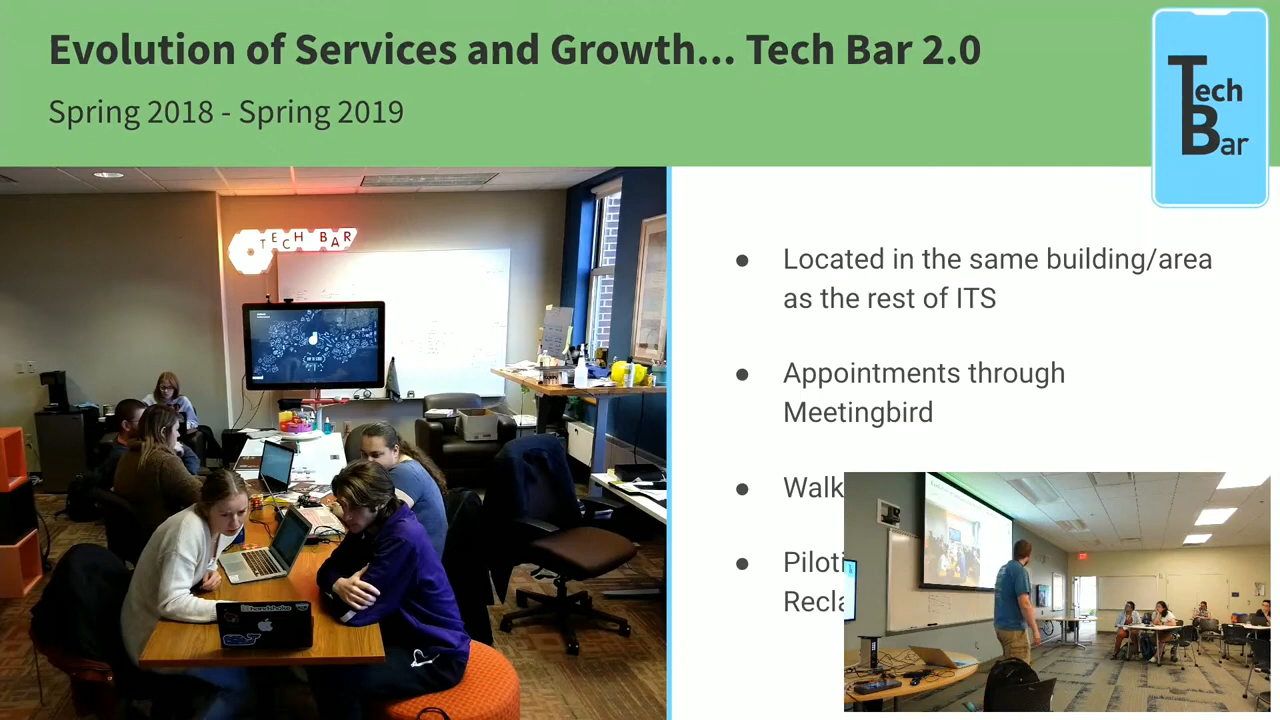 Evolution of Services and Growth... Tech Bar 2.0
Spring 2018 - Spring 2019
Tech
Bar
TECH BAR
● Located in the same building/area
as the rest of ITS
● Appointments through
Meetingbird
● Walk
● Piloti
Recla